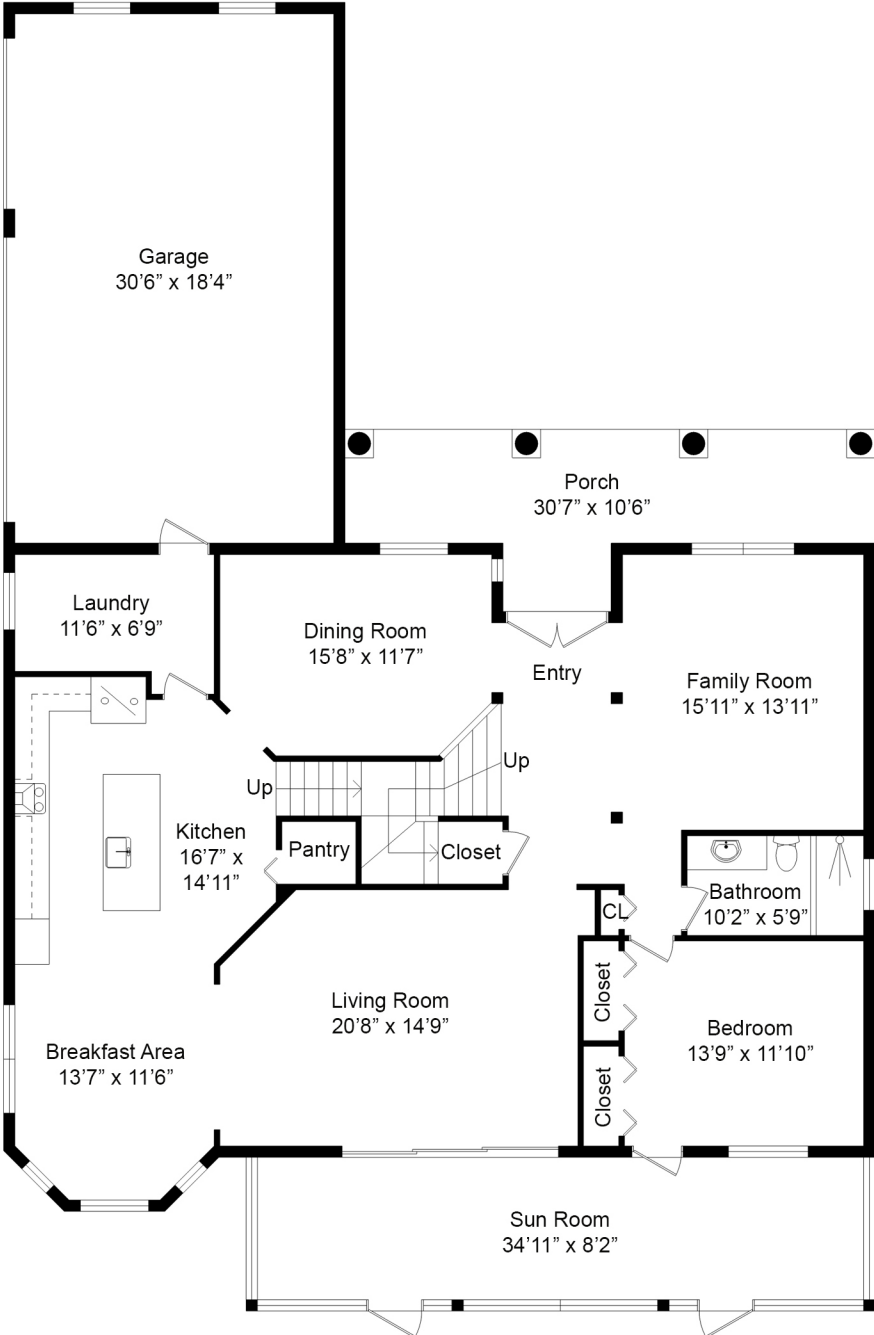 Garage
30’6” x 18’4”
Porch
30’7” x 10’6”
Laundry
11’6” x 6’9”
Dining Room
15’8” x 11’7”
Entry
Family Room
15’11” x 13’11”
Up
Up
Kitchen
16’7” x
14’11”
Pantry
Closet
Bathroom
10’2” x 5’9”
CL
Closet
Living Room
20’8” x 14’9”
Bedroom
13’9” x 11’10”
Breakfast Area
13’7” x 11’6”
Closet
Sun Room
34’11” x 8’2”